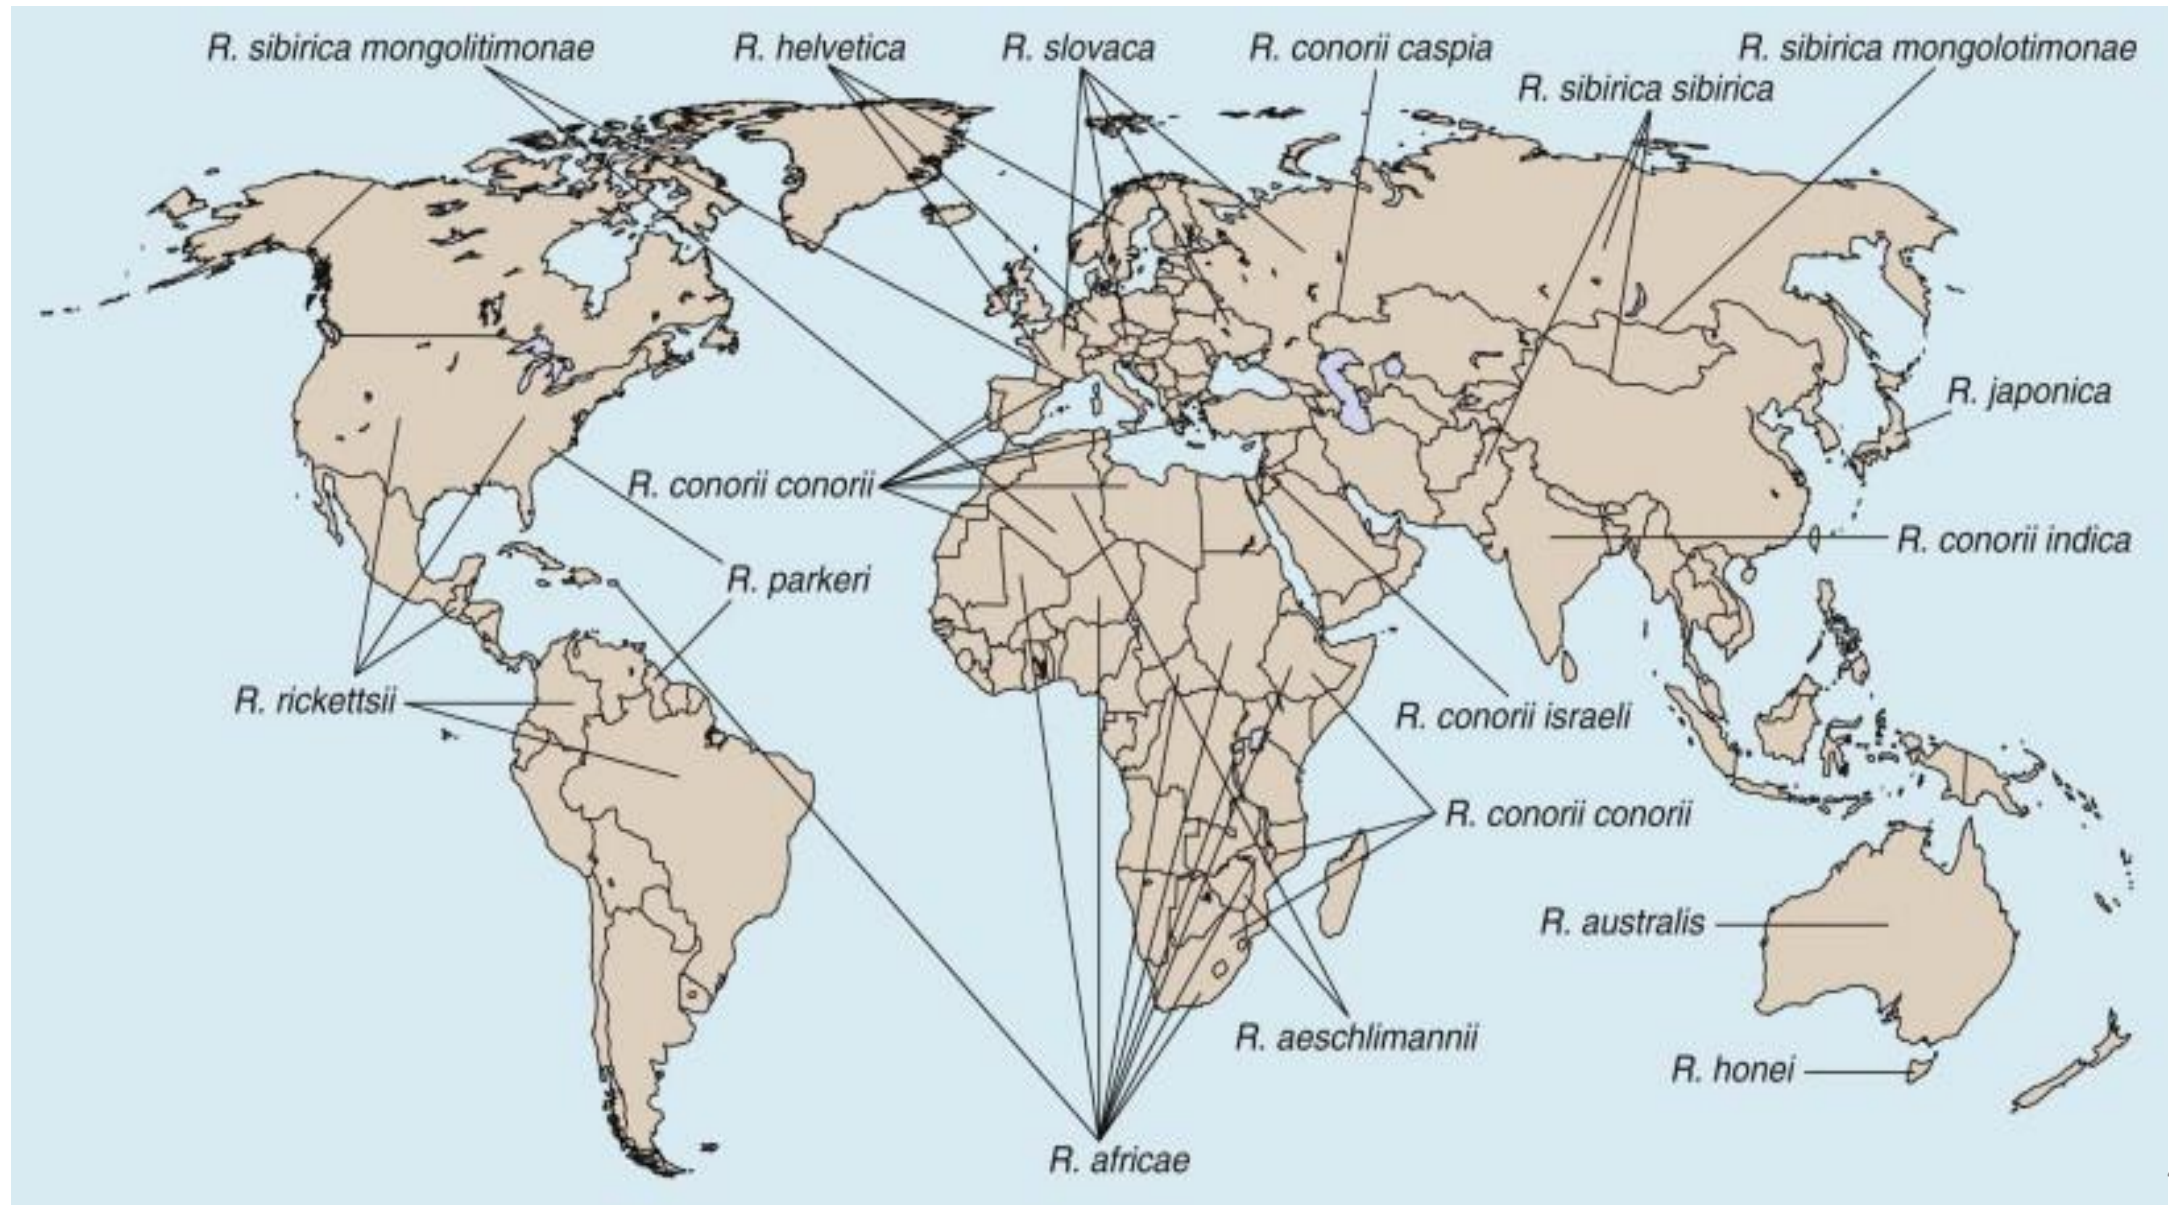 R. sibirica mongolitimonae
R. helvetica
R. slovaca
R. conorii caspia
R. sibirica mongolotimonae
R. sibirica sibirica
R. japonica
R. conorii conorii
R. conorii indica
R. parkeri
R. rickettsii
R. conorii israeli
R. conorii conorii
R. australis
R. aeschlimannii
R. honei
R. africae